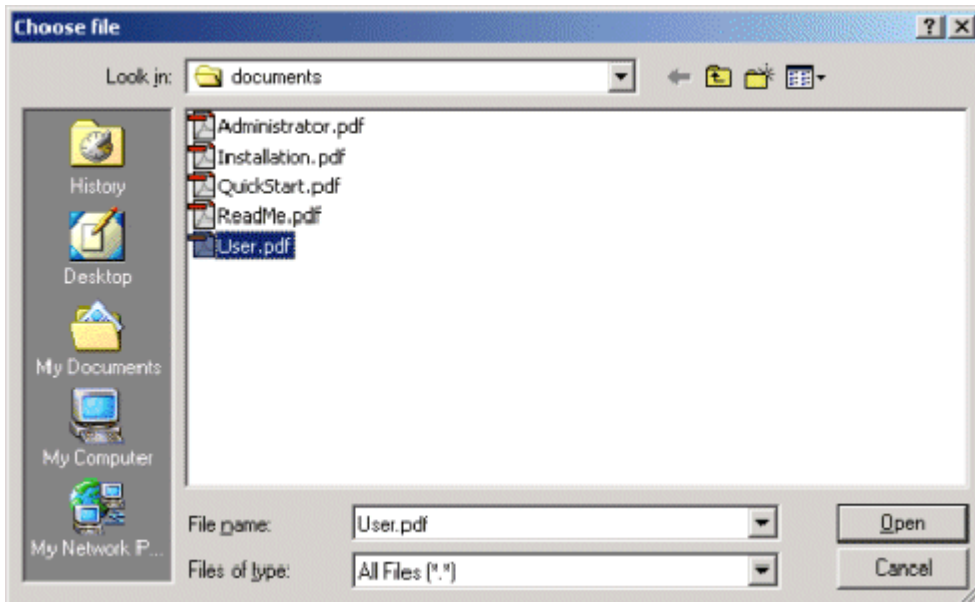 Choose file
Look in: documents
History
Desktop
My Documents
My Computer
My Network P...
Administrator.pdf
Installation.pdf
QuickStart.pdf
ReadMe.pdf
User.pdf
File name: User.pdf Open
Files of type: All Files (*.*) Cancel